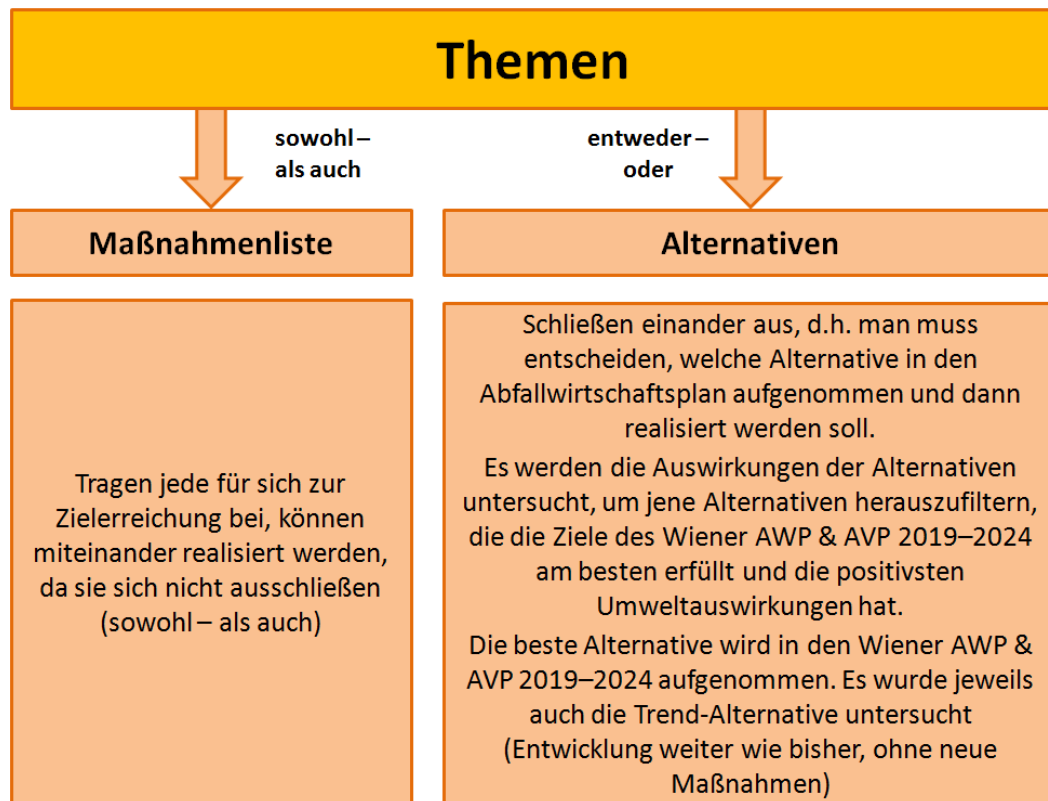 Themen
sowohl –
als auch
entweder –
oder
Maßnahmenliste
Alternativen
Tragen jede für sich zur
Zielerreichung bei, können
miteinander realisiert werden,
da sie sich nicht ausschließen
(sowohl – als auch)
Schließen einander aus, d.h. man muss
entscheiden, welche Alternative in den
Abfallwirtschaftsplan aufgenommen und dann
realisiert werden soll.
Es werden die Auswirkungen der Alternativen
untersucht, um jene Alternativen herauszufiltern,
die die Ziele des Wiener AWP & AVP 2019–2024
am besten erfüllt und die positivsten
Umweltauswirkungen hat.
Die beste Alternative wird in den Wiener AWP &
AVP 2019–2024 aufgenommen. Es wurde jeweils
auch die Trend-Alternative untersucht
(Entwicklung weiter wie bisher, ohne neue
Maßnahmen)